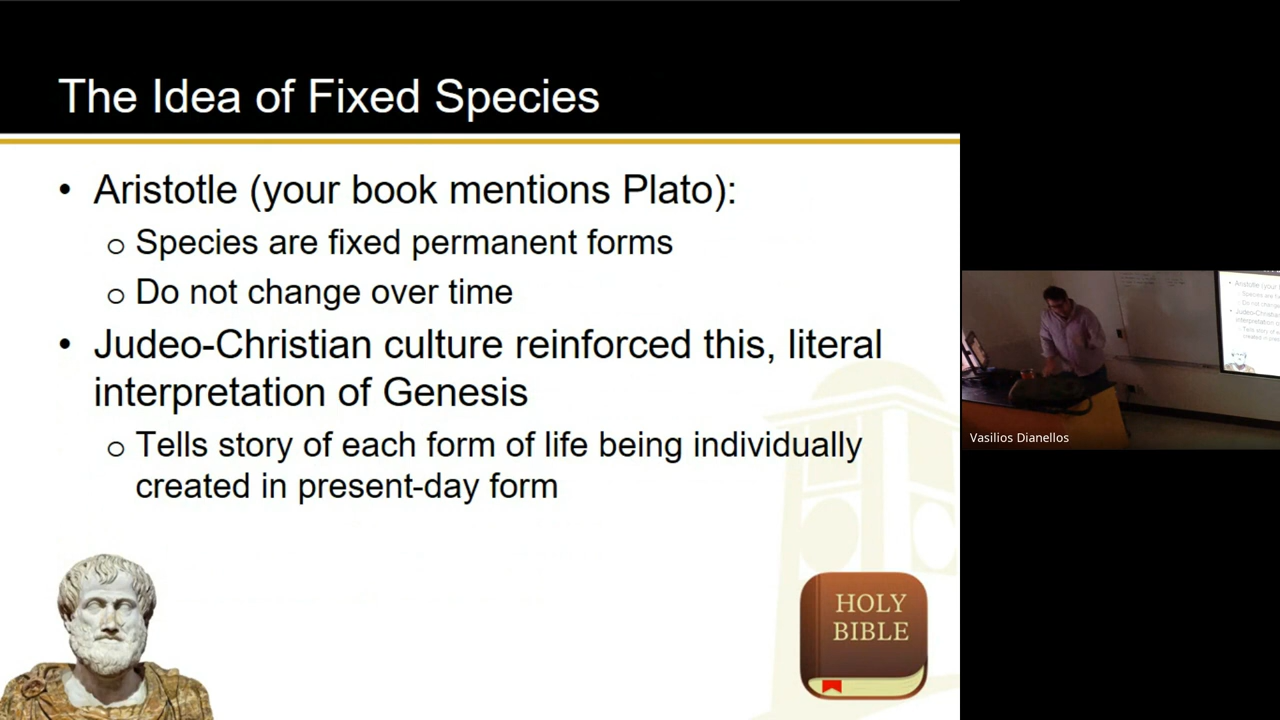 The Idea of Fixed Species
• Aristotle (your book mentions Plato):
o Species are fixed permanent forms
o Do not change over time
• Judeo-Christian culture reinforced this, literal
interpretation of Genesis
o Tells story of each form of life being individually
created in present-day form
HOLY
BIBLE
Vasilios Dianellos